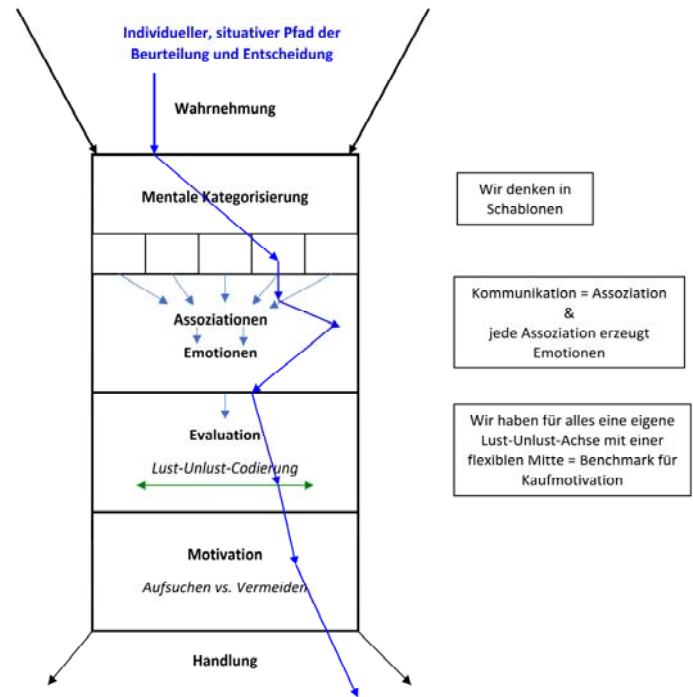 Individueller, situativer Pfad der
Beurteilung und Entscheidung
Wahrnehmung
Mentale Kategorisierung
Wir denken in
Schablonen
Assoziationen
Emotionen
Kommunikation = Assoziation
&
jede Assoziation erzeugt
Emotionen
Evaluation
Lust-Unlust-Codierung
Wir haben für alles eine eigene
Lust-Unlust-Achse mit einer
flexiblen Mitte = Benchmark für
Kaufmotivation
Motivation
Aufsuchen vs. Vermeiden
Handlung